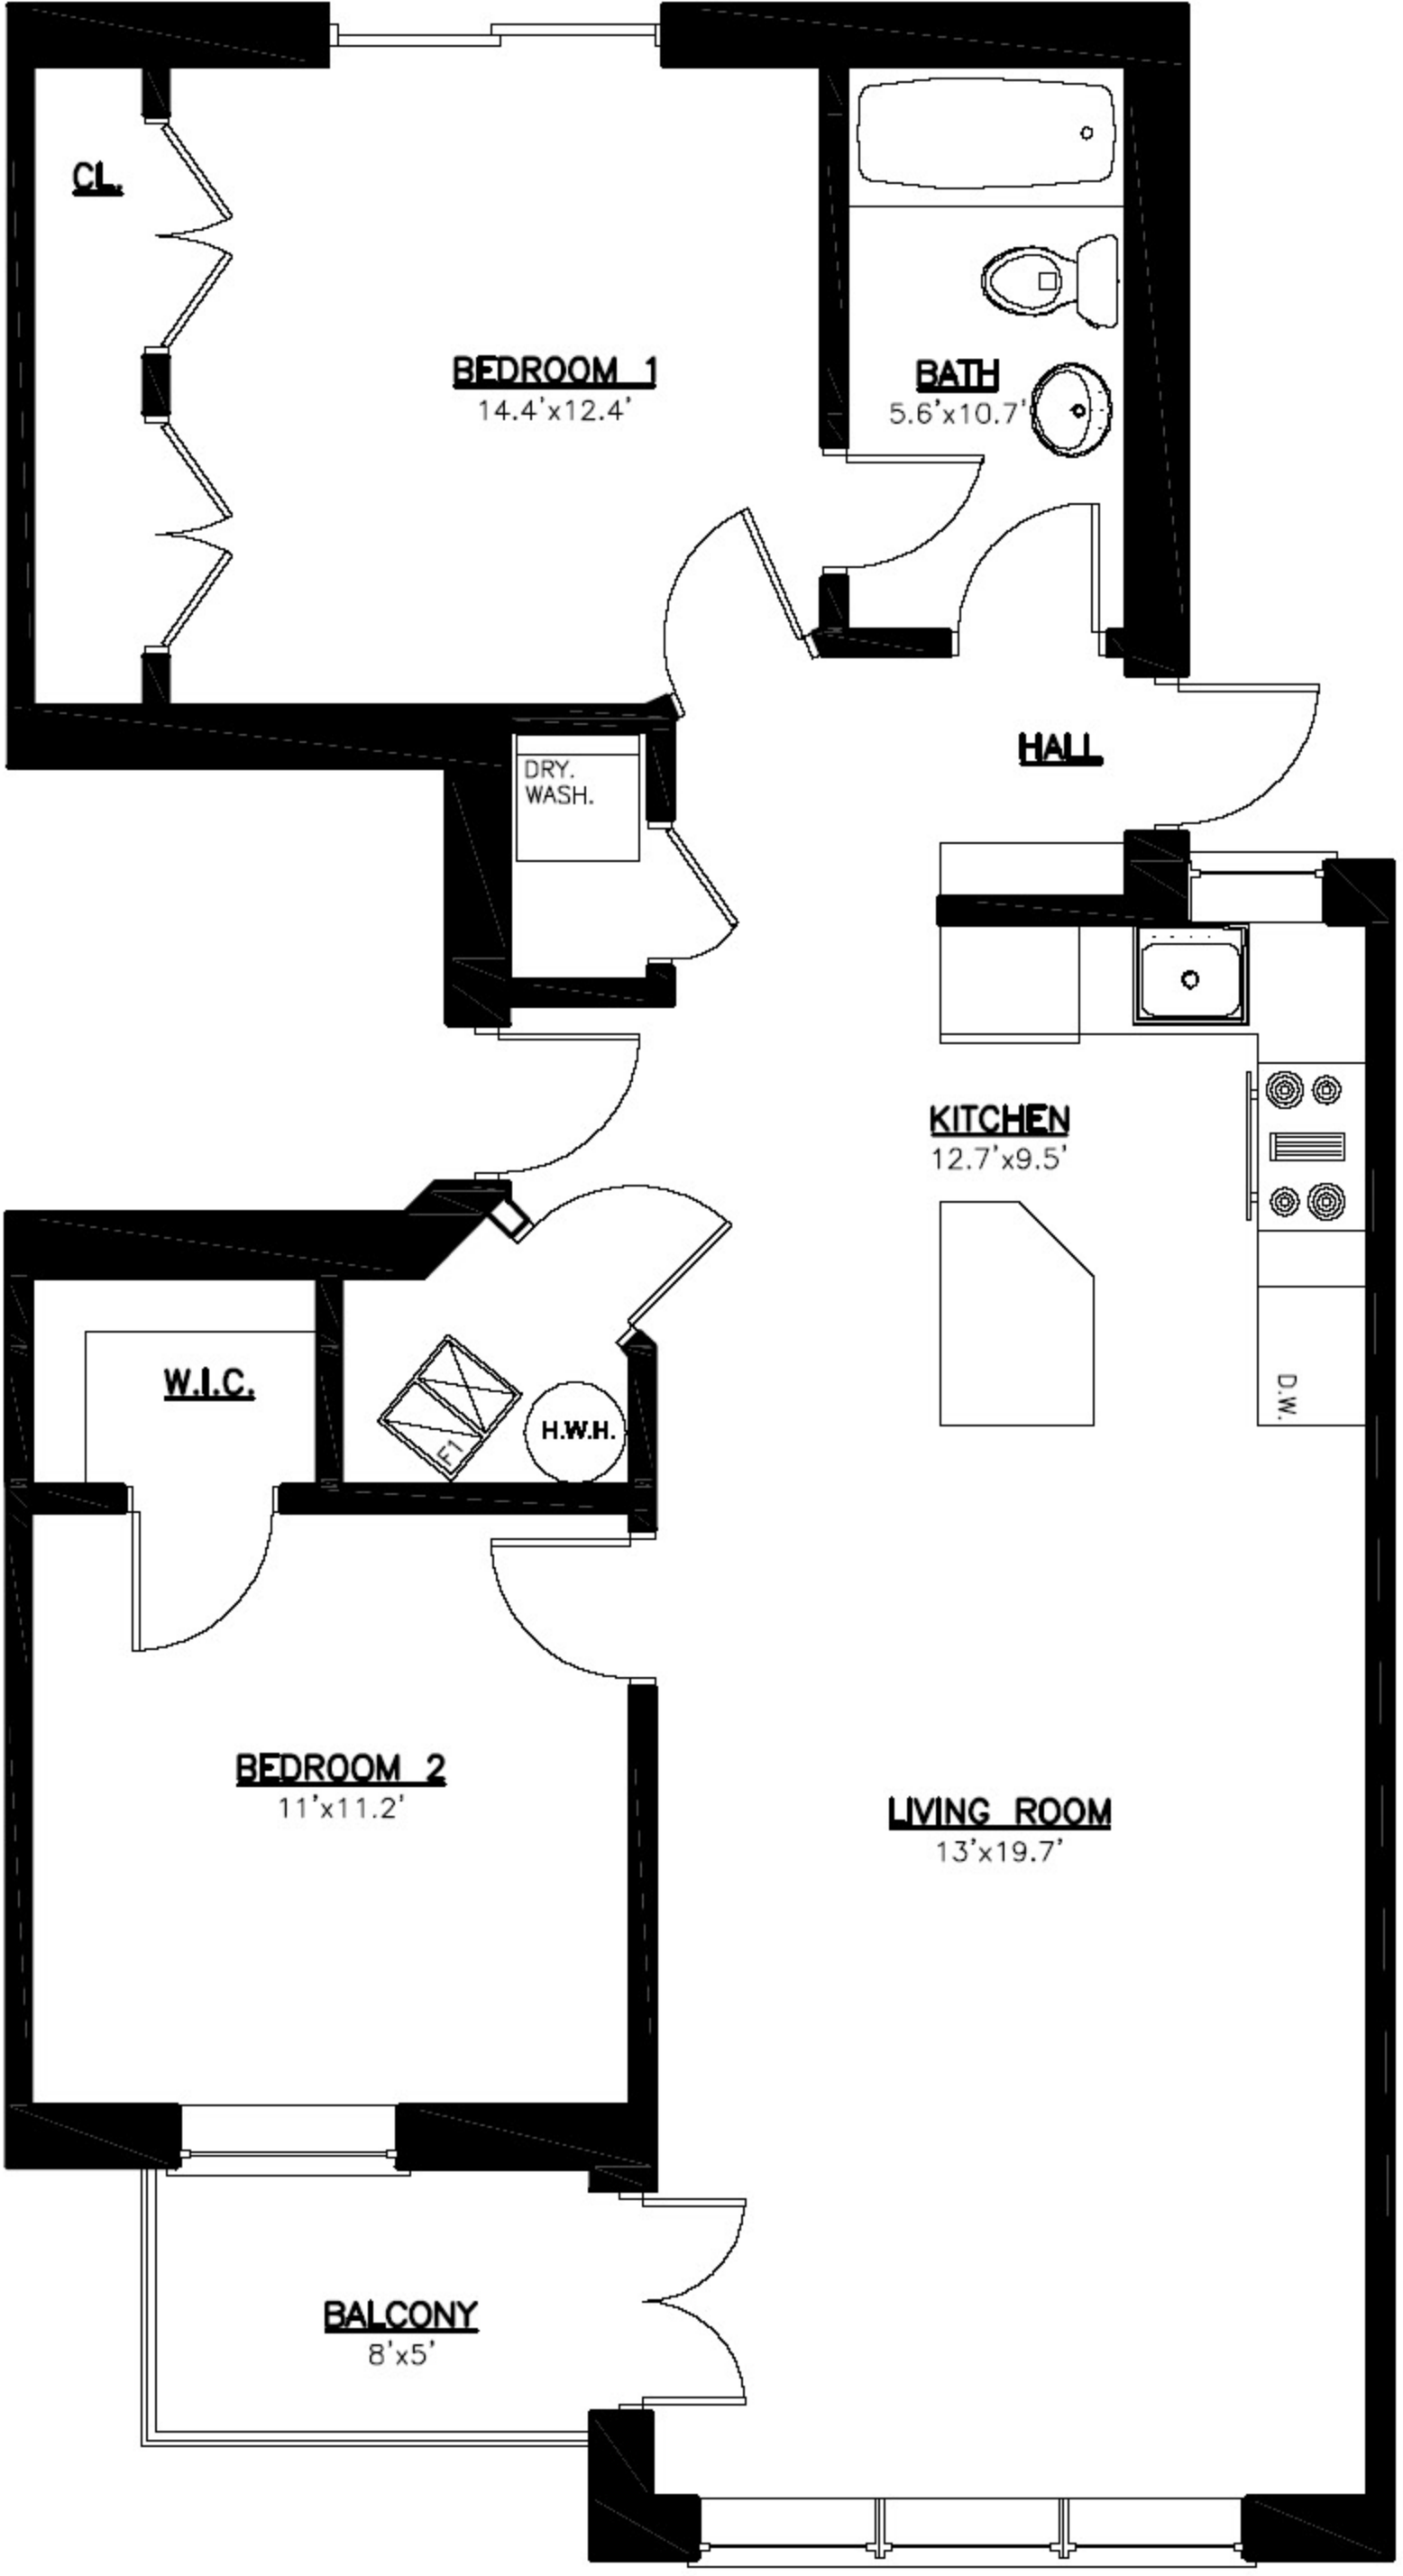 CL.
BEDROOM 1
14.4'x12.4'
BATH
5.6'x10.7'
HALL
DRY.
WASH.
KITCHEN
12.7'x9.5'
W.I.C.
F1
H.W.H.
D.W.
BEDROOM 2
11'x11.2'
LIVING ROOM
13'x19.7'
BALCONY
8'x5'